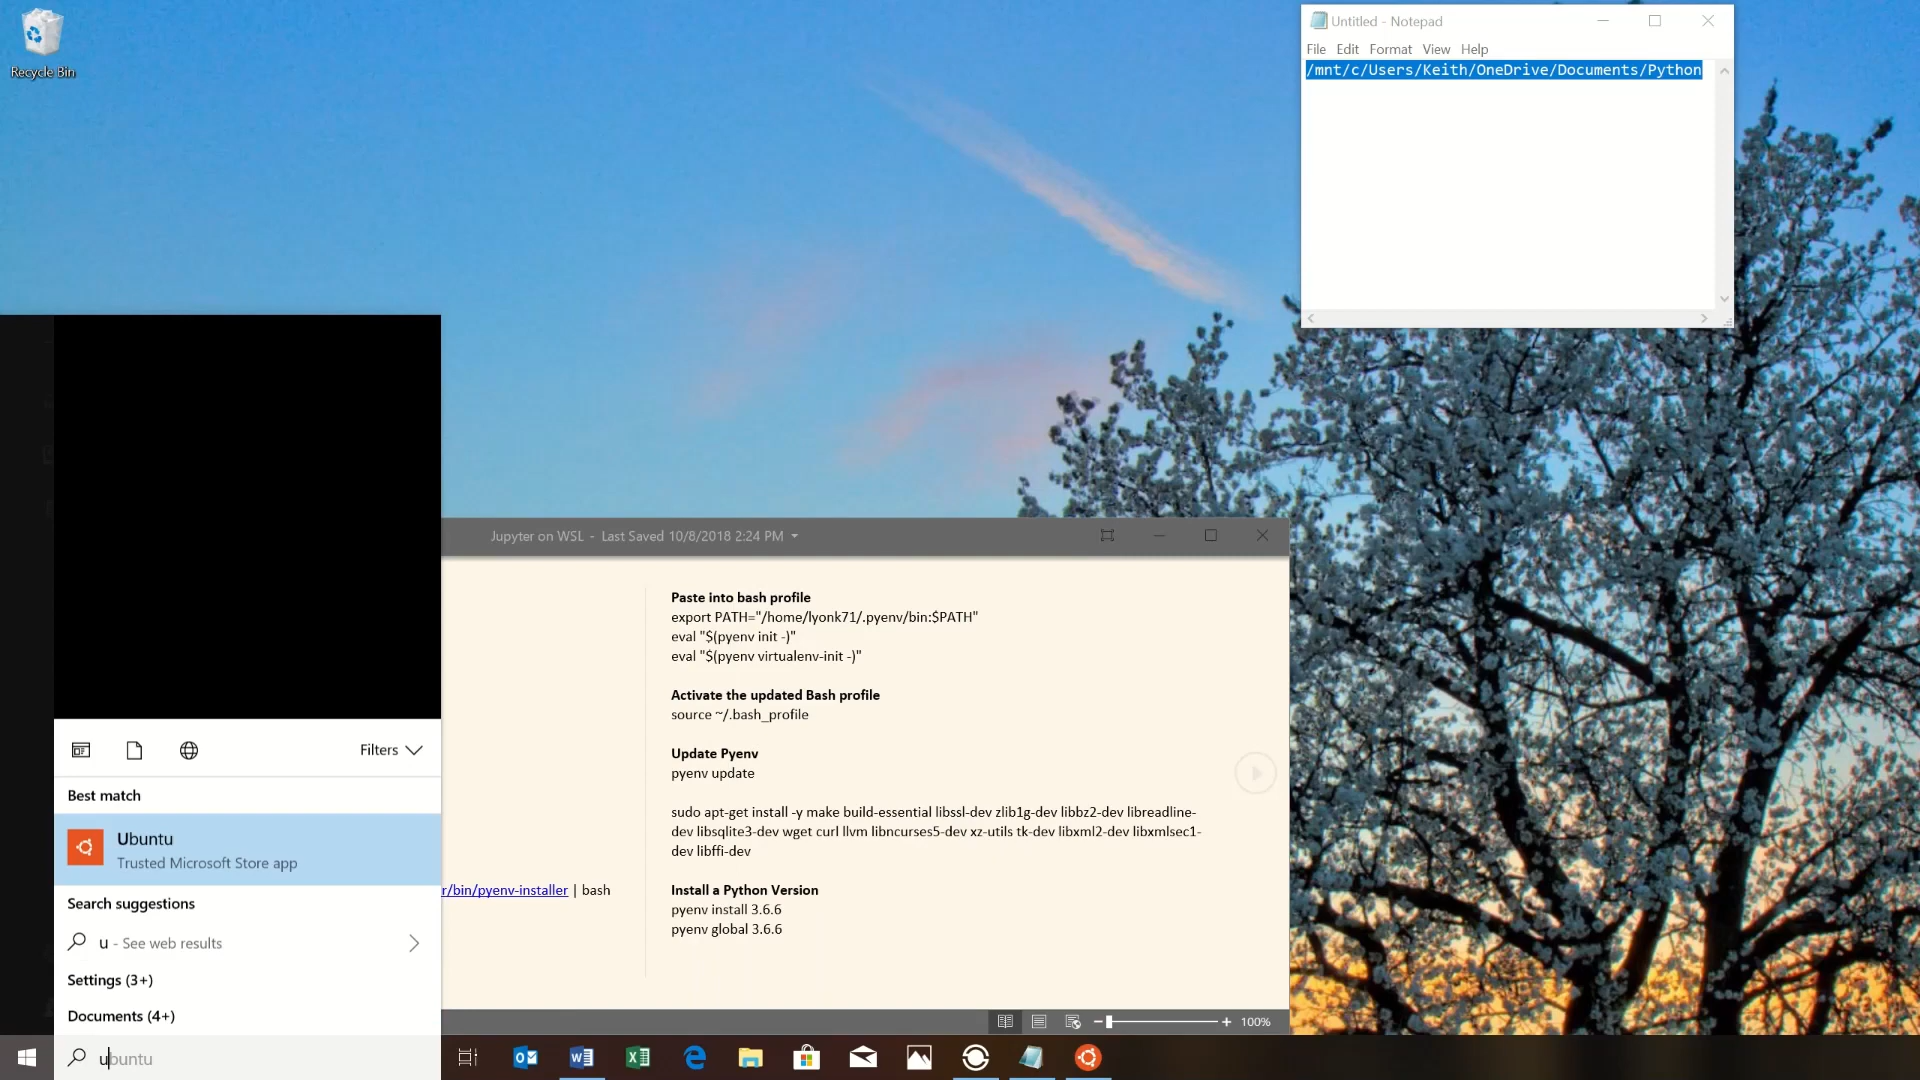 Recycle Bin
Untitled - Notepad
File Edit Format View Help
/mnt/c/Users/Keith/OneDrive/Documents/Python
Jupyter on WSL - Last Saved 10/8/2018 2:24 PM
Paste into bash profile
export PATH="/home/lyonk71/.pyenv/bin:$PATH"
eval "$(pyenv init -)"
eval "$(pyenv virtualenv-init -)"
Activate the updated Bash profile
source ~/.bash_profile
Update Pyenv
pyenv update
sudo apt-get install -y make build-essential libssl-dev zlib1g-dev libbz2-dev libreadline-
dev libsqlite3-dev wget curl llvm libncurses5-dev xz-utils tk-dev libxml2-dev libxmlsec1-
dev libffi-dev
Install a Python Version
pyenv install 3.6.6
pyenv global 3.6.6
r/bin/pyenv-installer | bash
100%
Filters
Best match
Ubuntu
Trusted Microsoft Store app
Search suggestions
u - See web results
Settings (3+)
Documents (4+)
ubuntu